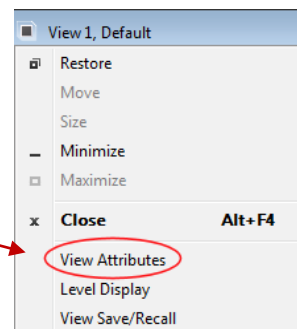 View 1, Default
Restore
Move
Size
Minimize
Maximize
Close Alt+F4
View Attributes
Level Display
View Save/Recall